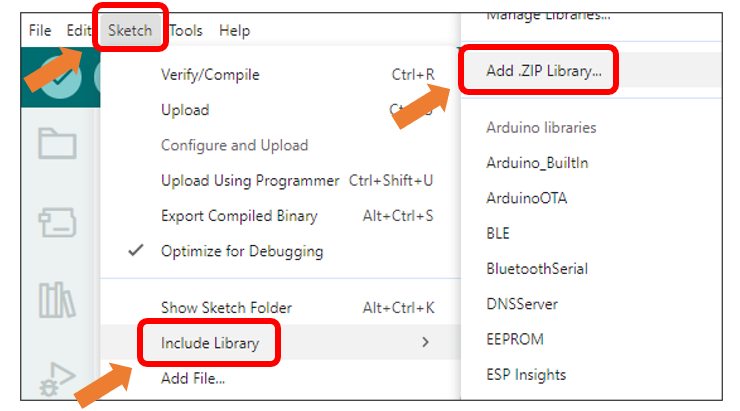 File Edit Sketch Tools Help
Verify/Compile Ctrl+R
Upload
Configure and Upload
Upload Using Programmer Ctrl+Shift+U
Export Compiled Binary Alt+Ctrl+S
Optimize for Debugging
Show Sketch Folder Alt+Ctrl+K
Include Library
Add File...
Manage Libraries...
Add .ZIP Library...
Arduino libraries
Arduino_BuiltIn
ArduinoOTA
BLE
BluetoothSerial
DNSServer
EEPROM
ESP Insights